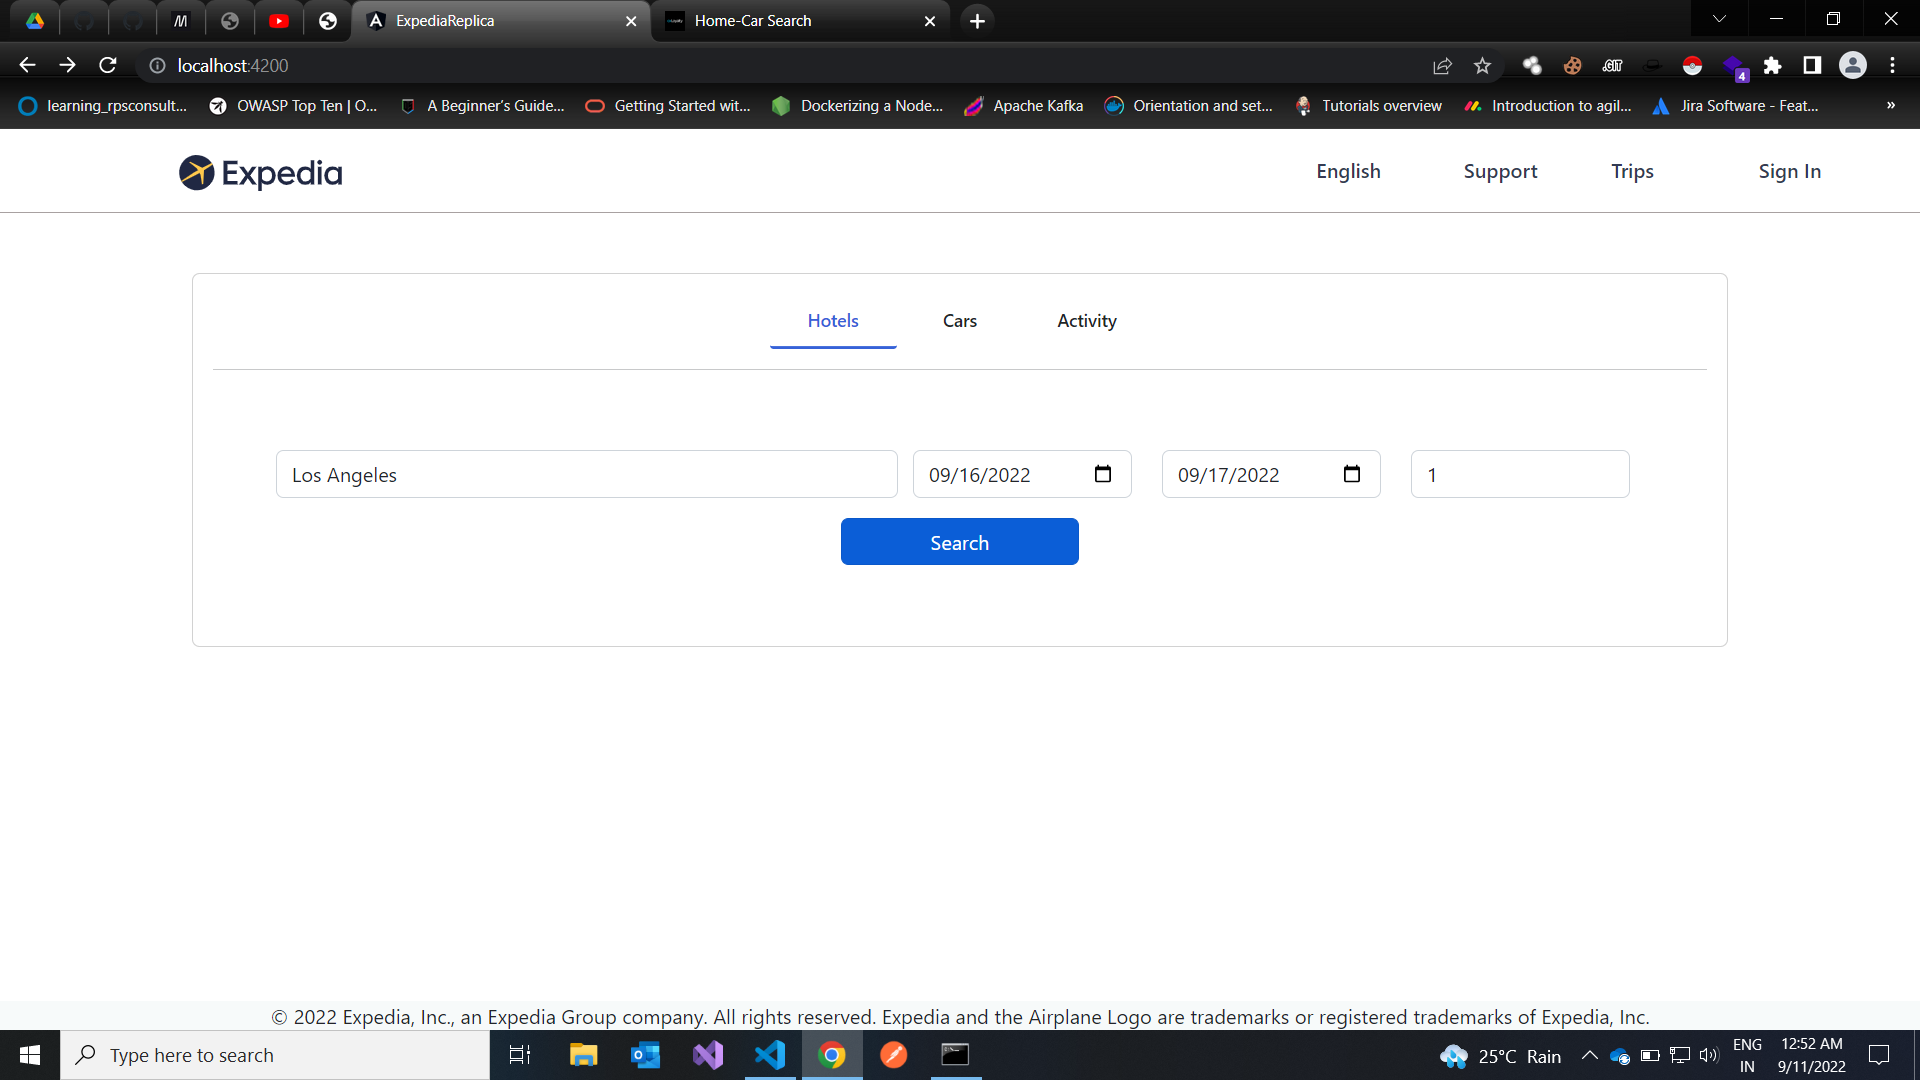 ExpediaReplica
Home-Car Search
localhost:4200
4
learning_rpsconsult...
OWASP Top Ten | O...
A Beginner's Guide...
Getting Started wit...
Dockerizing a Node...
Apache Kafka
Orientation and set...
Tutorials overview
Introduction to agil...
Jira Software - Feat...
»
Expedia
English
Support
Trips
Sign In
Hotels
Cars
Activity
Los Angeles
09/16/2022
09/17/2022
1
Search
© 2022 Expedia, Inc., an Expedia Group company. All rights reserved. Expedia and the Airplane Logo are trademarks or registered trademarks of Expedia, Inc.
Type here to search
25°C Rain
ENG
IN
12:52 AM
9/11/2022